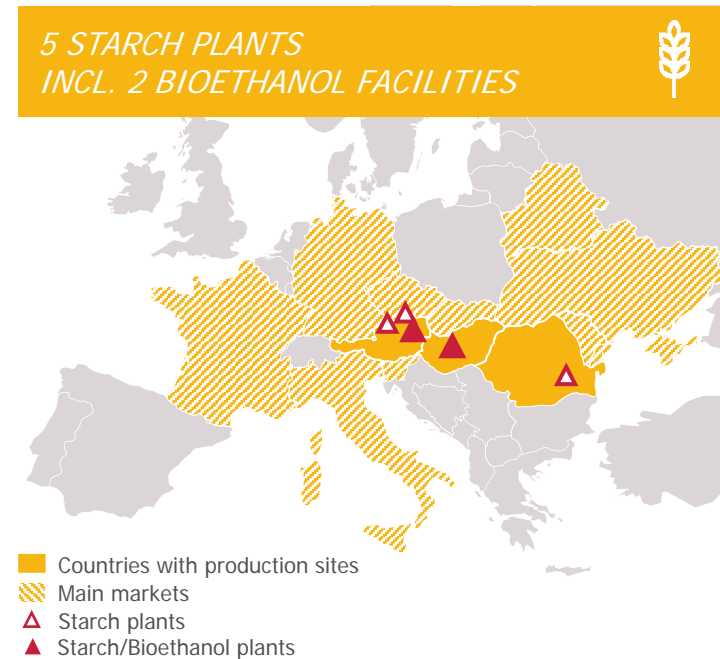 5 STARCH PLANTS
INCL. 2 BIOETHANOL FACILITIES
Countries with production sites
Main markets
Starch plants
Starch/Bioethanol plants